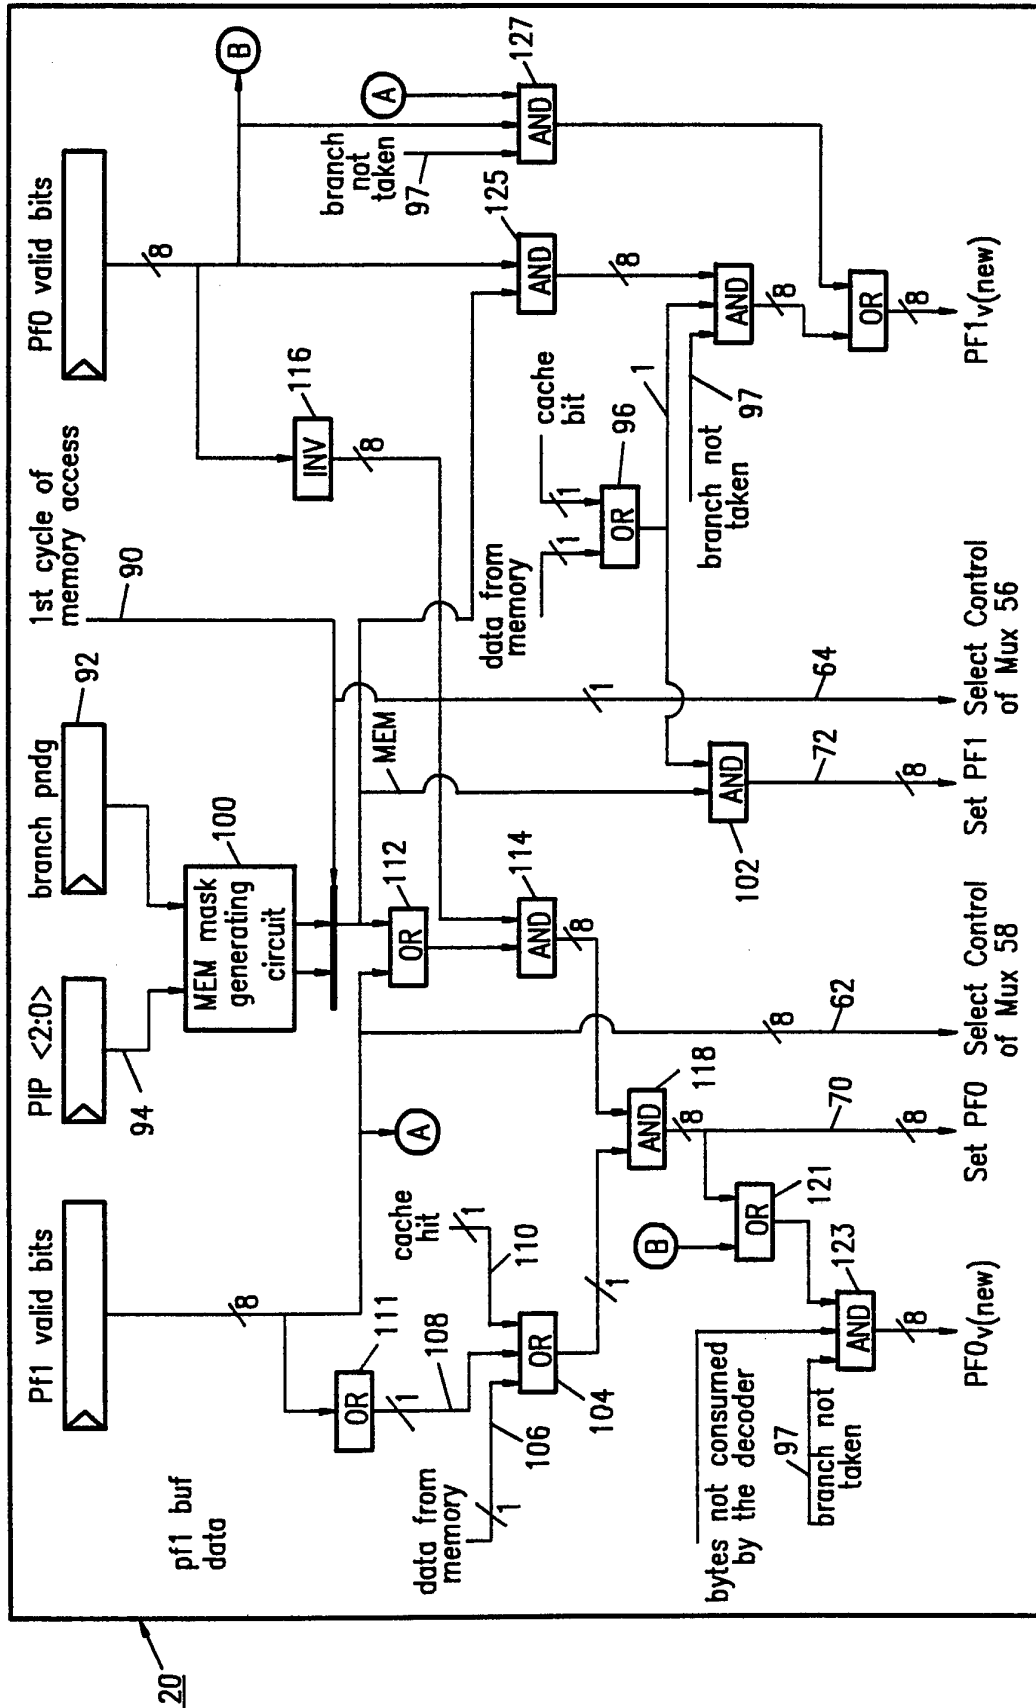 20
Pf1 valid bits
PIP <2:0>
branch pndg
92
1st cycle of
memory access
Pf0 valid bits
94
90
8
8
B
MEM mask
generating
circuit
100
INV
116
8
A
pf1 buf
data
OR
111
1
108
cache
hit
1
110
A
OR
112
MEM
branch
not
taken
97
AND
127
AND
125
8
data from
memory
1
106
OR
104
AND
114
8
data from
memory
1
cache
bit
1
OR
96
1
1
AND
118
8
B
OR
121
8
62
AND
102
72
8
1
64
branch not
taken
97
AND
8
bytes not consumed
by the decoder
97
branch not
taken
AND
123
8
70
8
OR
8
PF0v(new)
Set PF0
Select Control
of Mux 58
Set PF1
Select Control
of Mux 56
PF1v(new)